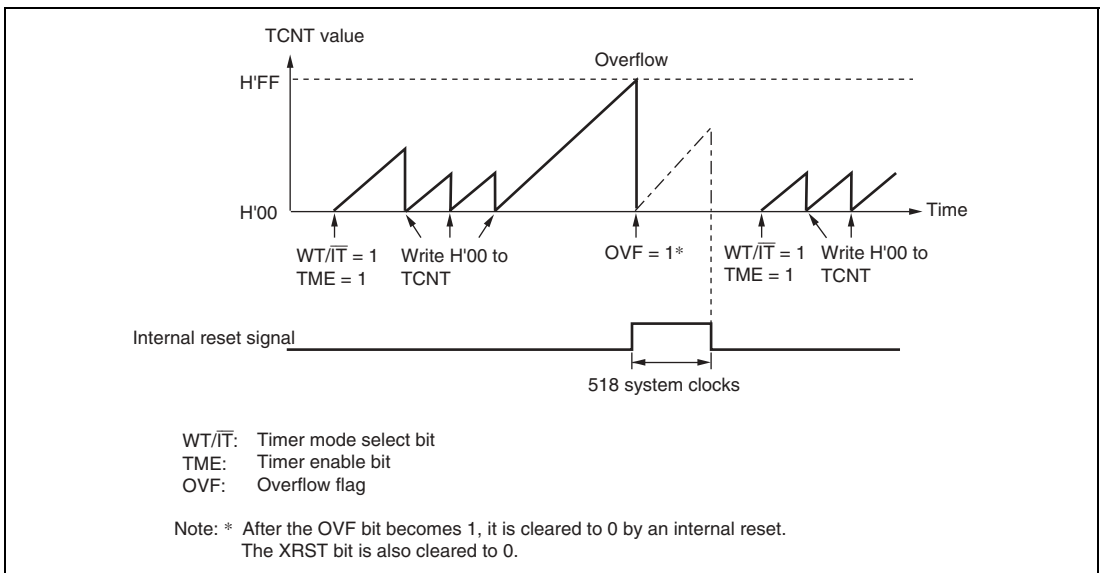 TCNT value
Overflow
H'FF
H'00
Time
WT/IT = 1
TME = 1
Write H'00 to
TCNT
OVF = 1*
WT/IT = 1
TME = 1
Write H'00 to
TCNT
Internal reset signal
518 system clocks
WT/IT: Timer mode select bit
TME: Timer enable bit
OVF: Overflow flag
Note: * After the OVF bit becomes 1, it is cleared to 0 by an internal reset.
The XRST bit is also cleared to 0.